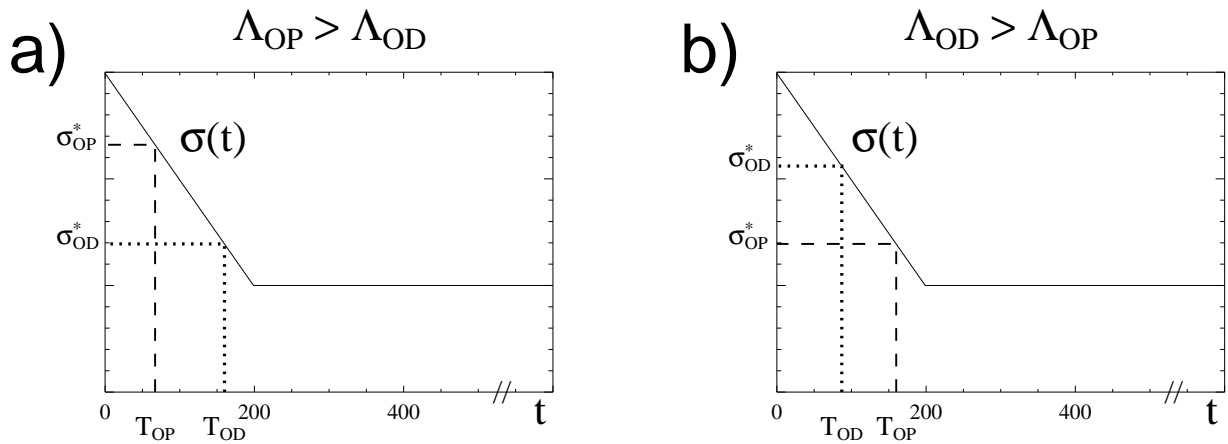 a)
Λ_OP > Λ_OD
σ*_OP
σ(t)
σ*_OD
0 200 400 // t
T_OP T_OD
b)
Λ_OD > Λ_OP
σ(t)
σ*_OD
σ*_OP
0 200 400 // t
T_OD T_OP